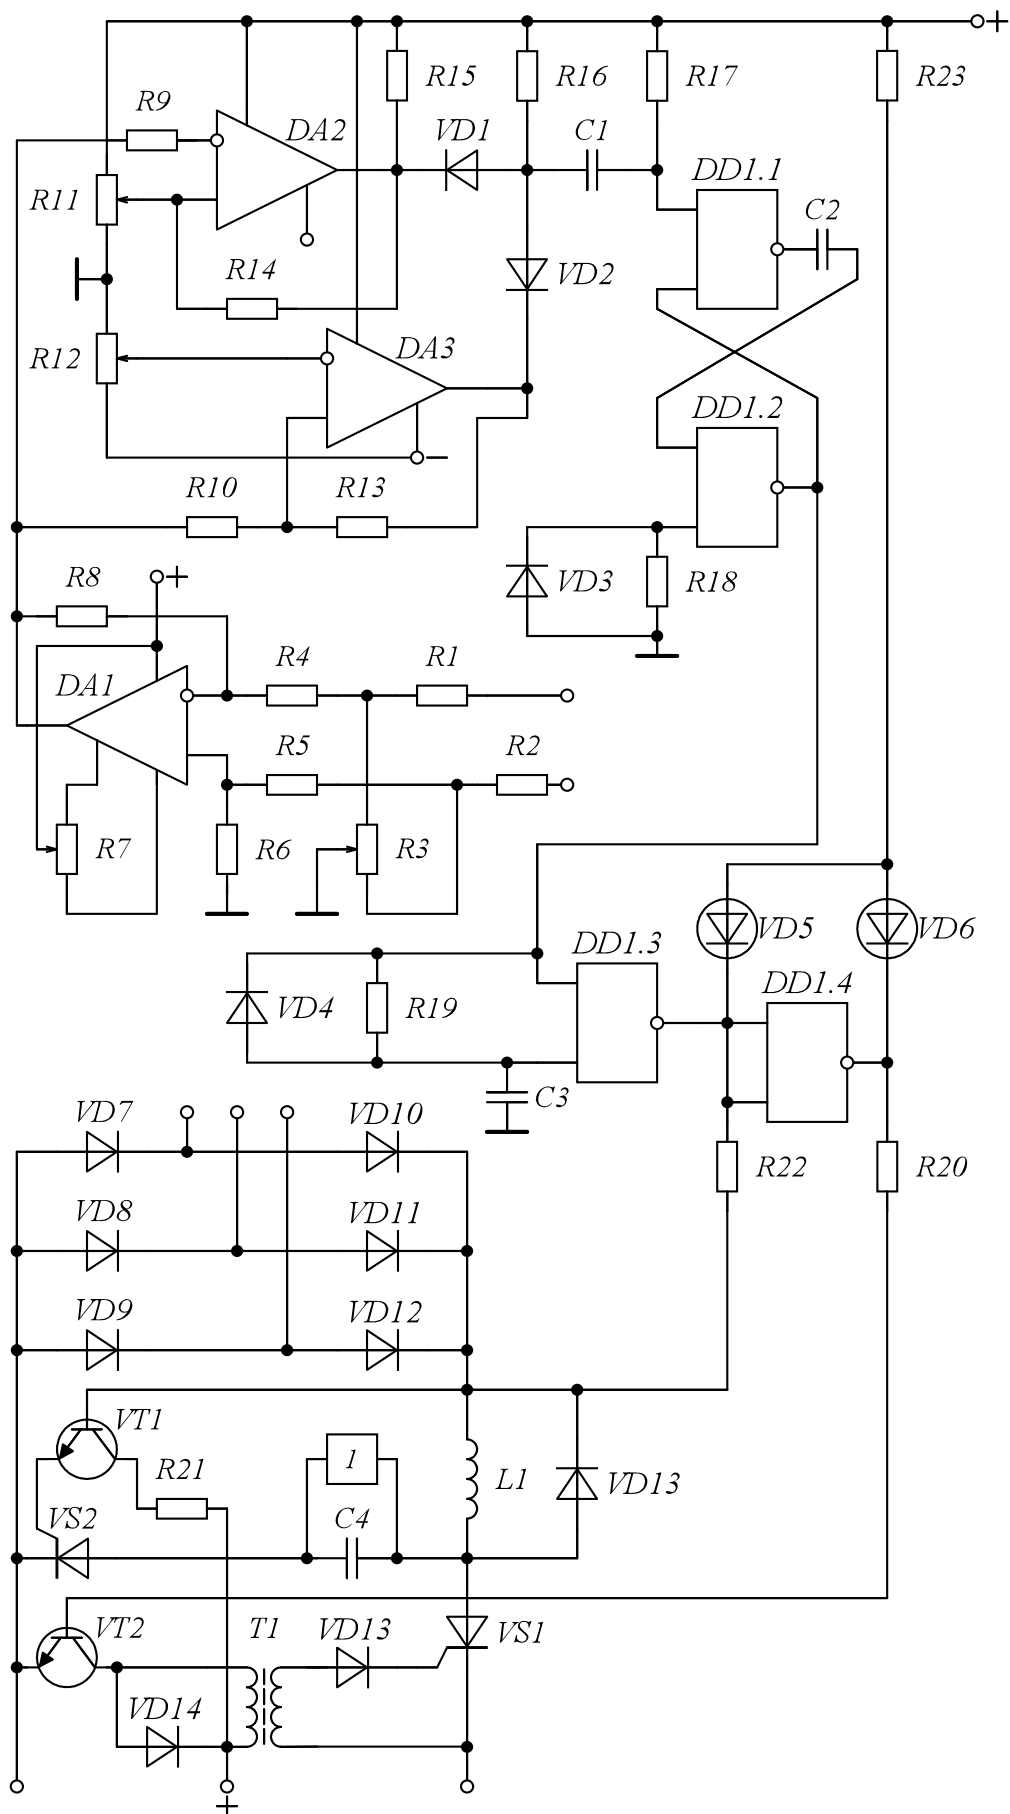 +
R15
R16
R17
R23
R9
DA2
VD1
C1
DD1.1
R11
C2
R14
VD2
R12
DA3
DD1.2
−
R10
R13
R8
+
VD3
R18
DA1
R4
R1
R5
R2
R7
R6
R3
VD5
VD6
DD1.3
DD1.4
VD4
R19
C3
VD7
VD10
R22
R20
VD8
VD11
VD9
VD12
VT1
1
R21
L1
VD13
VS2
C4
VT2
T1
VD13
VS1
VD14
+